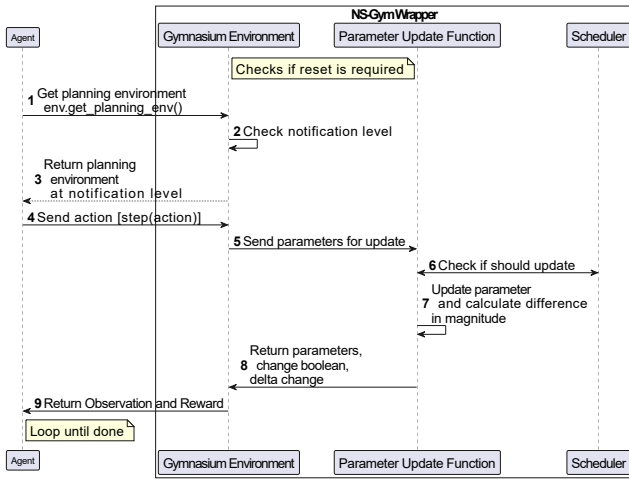 NS-Gym Wrapper
Agent
Gymnasium Environment
Parameter Update Function
Scheduler
Checks if reset is required
1 Get planning environment
env.get_planning_env()
2 Check notification level
Return planning
3 environment
at notification level
4 Send action [step(action)]
5 Send parameters for update
6 Check if should update
Update parameter
7 and calculate difference
in magnitude
Return parameters,
8 change boolean,
delta change
9 Return Observation and Reward
Loop until done
Agent
Gymnasium Environment
Parameter Update Function
Scheduler